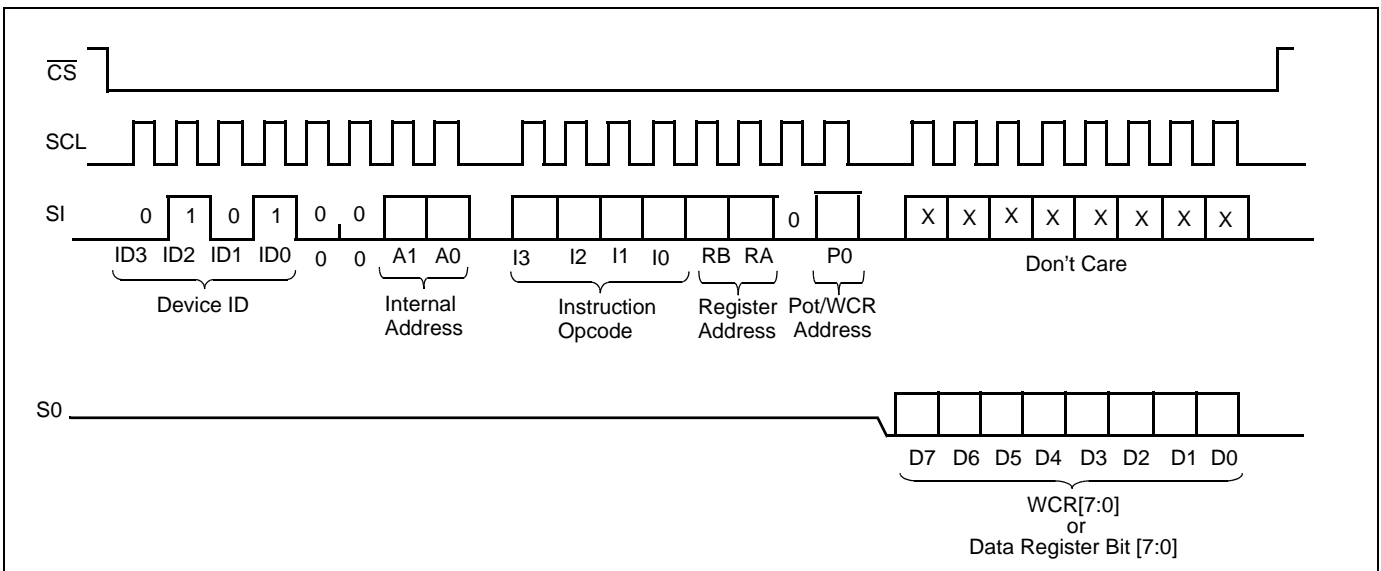 CS
SCL
SI 0 1 0 1 0 0 0 X X X X X X X X
ID3 ID2 ID1 ID0 0 0 A1 A0 I3 I2 I1 I0 RB RA P0 Don't Care
Device ID Internal Address Instruction Opcode Register Address Pot/WCR Address
S0
D7 D6 D5 D4 D3 D2 D1 D0
WCR[7:0]
or
Data Register Bit [7:0]